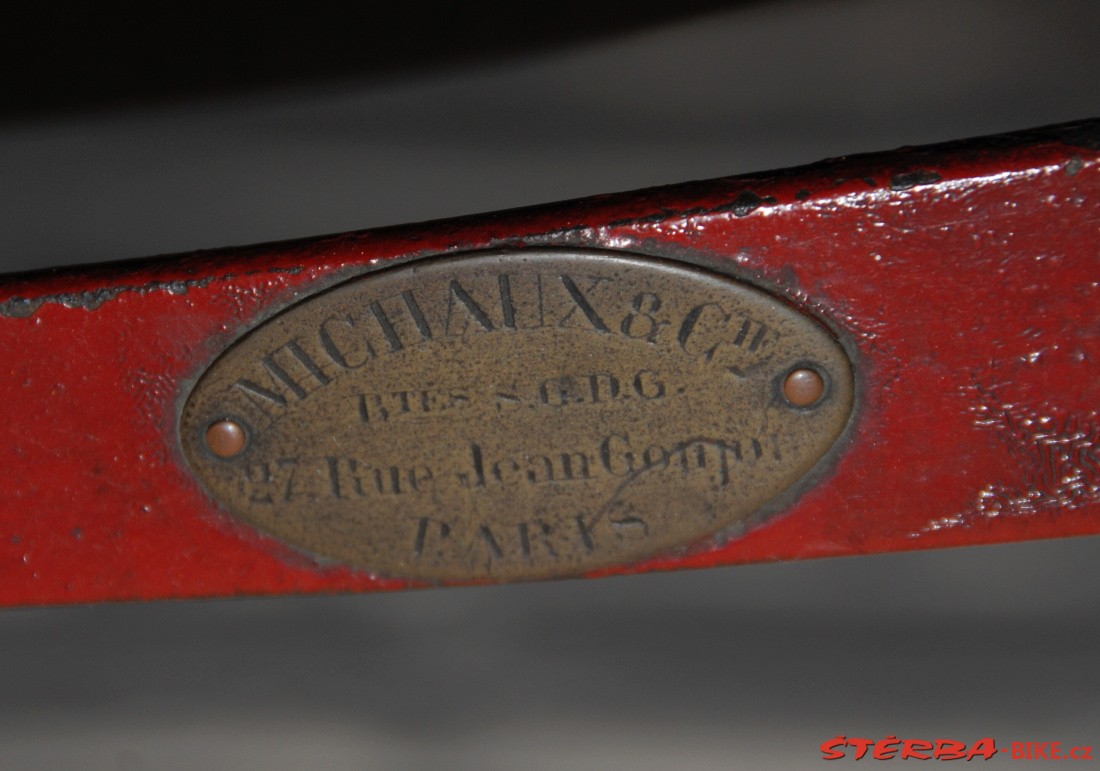 MICHAUX & Cie
BTES S.G.D.G.
27 Rue Jean Goujon
PARIS
ŠTĚRBA-BIKE.cz